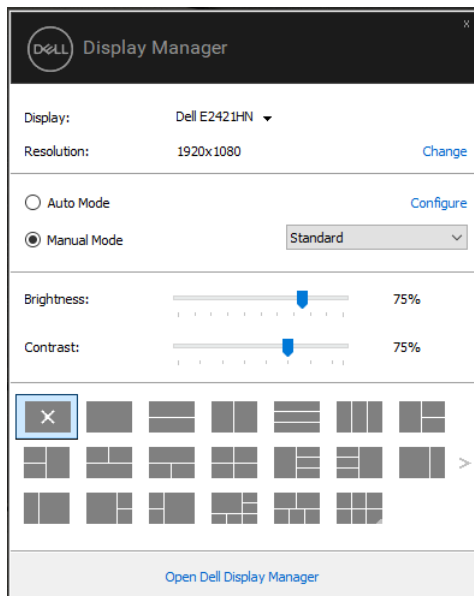 x
DELL Display Manager
Display: Dell E2421HN
Resolution: 1920x1080 Change
Auto Mode Configure
Manual Mode Standard
Brightness: 75%
Contrast: 75%
Open Dell Display Manager